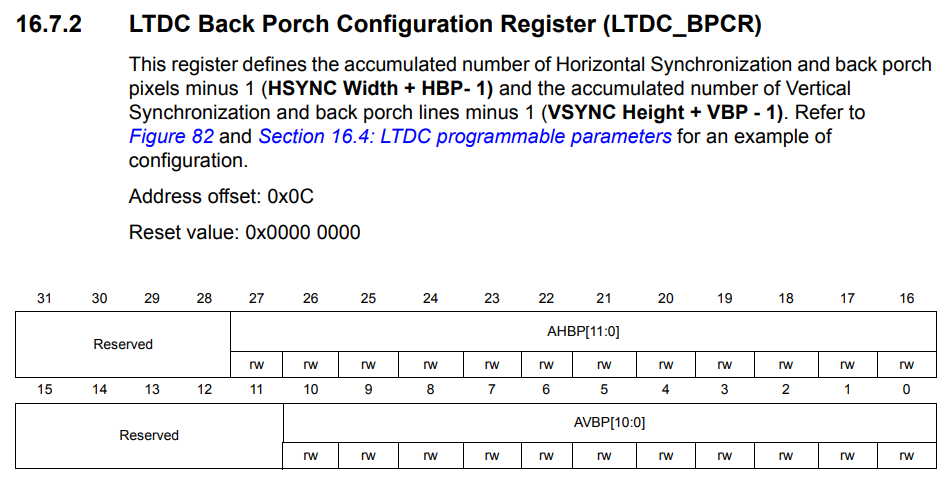 16.7.2 LTDC Back Porch Configuration Register (LTDC_BPCR)
This register defines the accumulated number of Horizontal Synchronization and back porch
pixels minus 1 (HSYNC Width + HBP- 1) and the accumulated number of Vertical
Synchronization and back porch lines minus 1 (VSYNC Height + VBP - 1). Refer to
Figure 82 and Section 16.4: LTDC programmable parameters for an example of
configuration.
Address offset: 0x0C
Reset value: 0x0000 0000
31 30 29 28 27 26 25 24 23 22 21 20 19 18 17 16
Reserved AHBP[11:0]
rw rw rw rw rw rw rw rw rw rw rw rw
15 14 13 12 11 10 9 8 7 6 5 4 3 2 1 0
Reserved AVBP[10:0]
rw rw rw rw rw rw rw rw rw rw rw